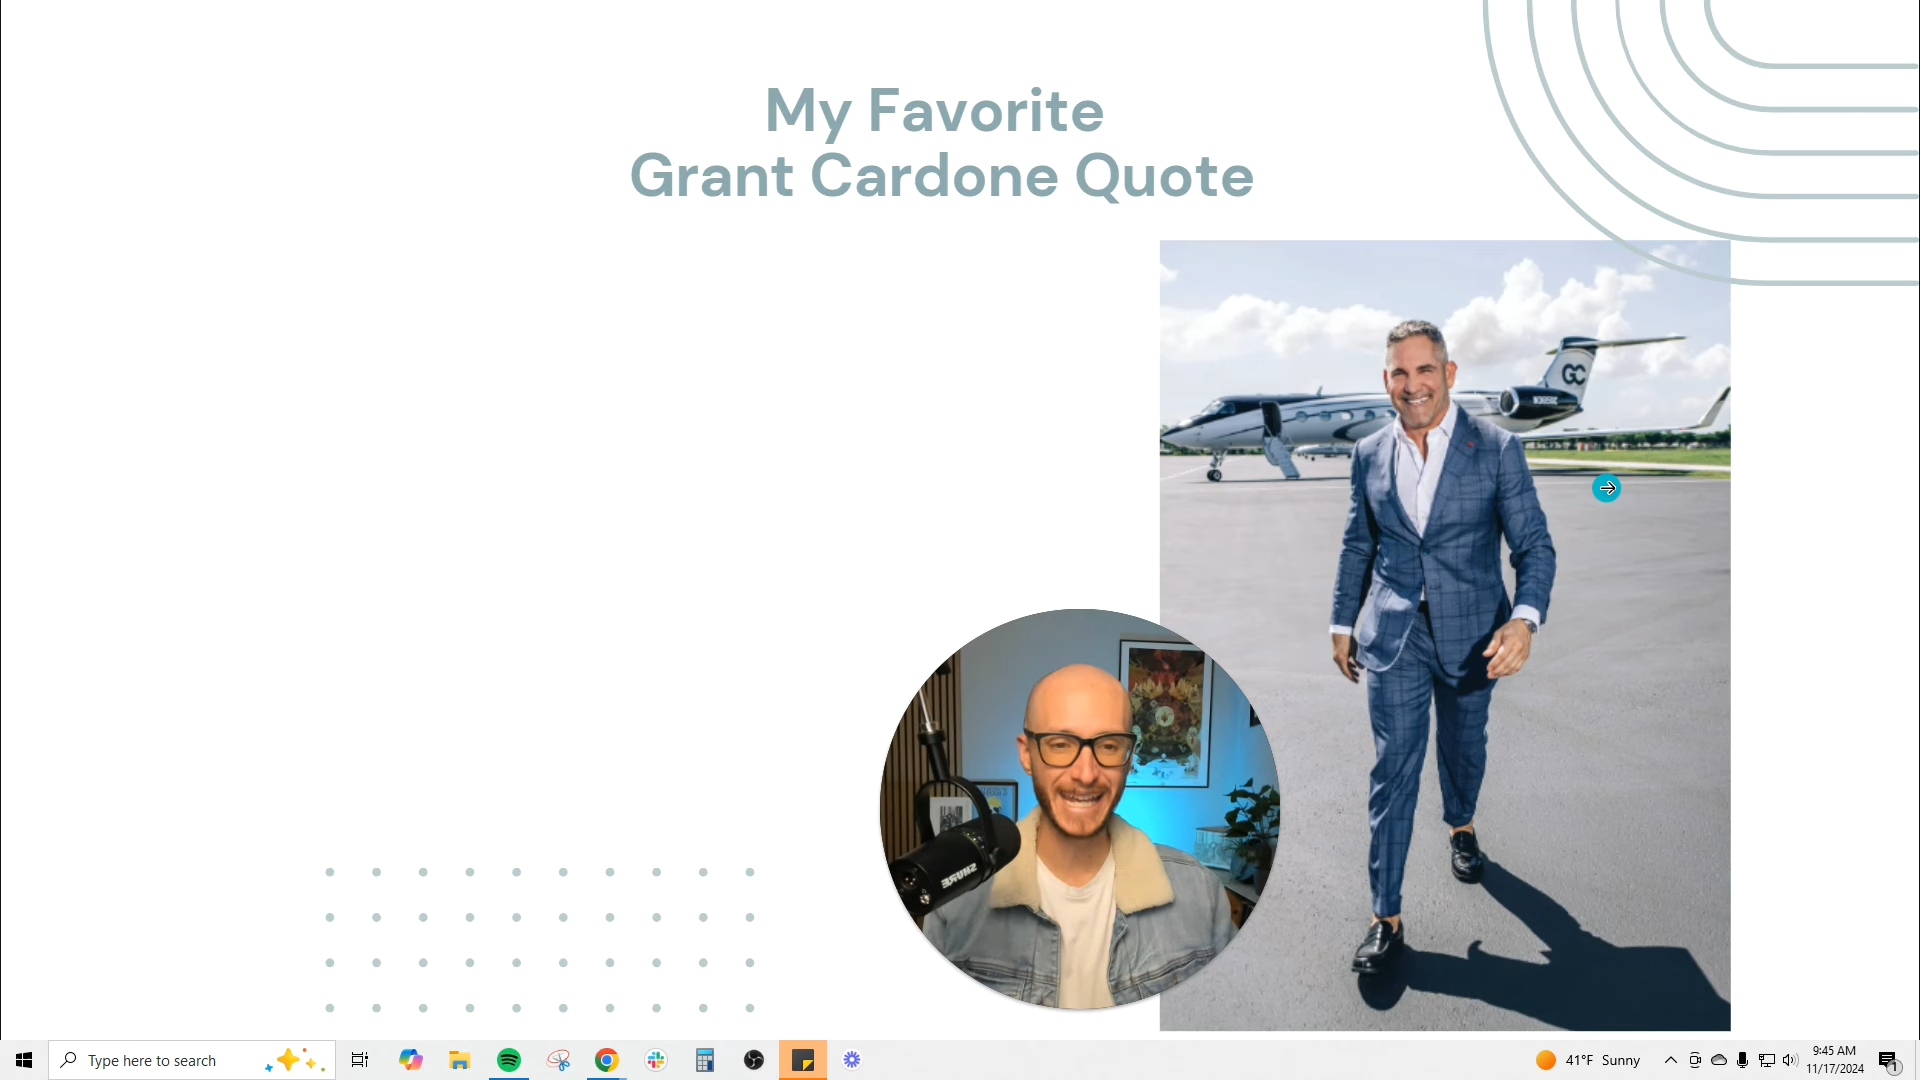 My Favorite
Grant Cardone Quote
GC
SHURE
Type here to search
41°F Sunny
9:45 AM
11/17/2024
1